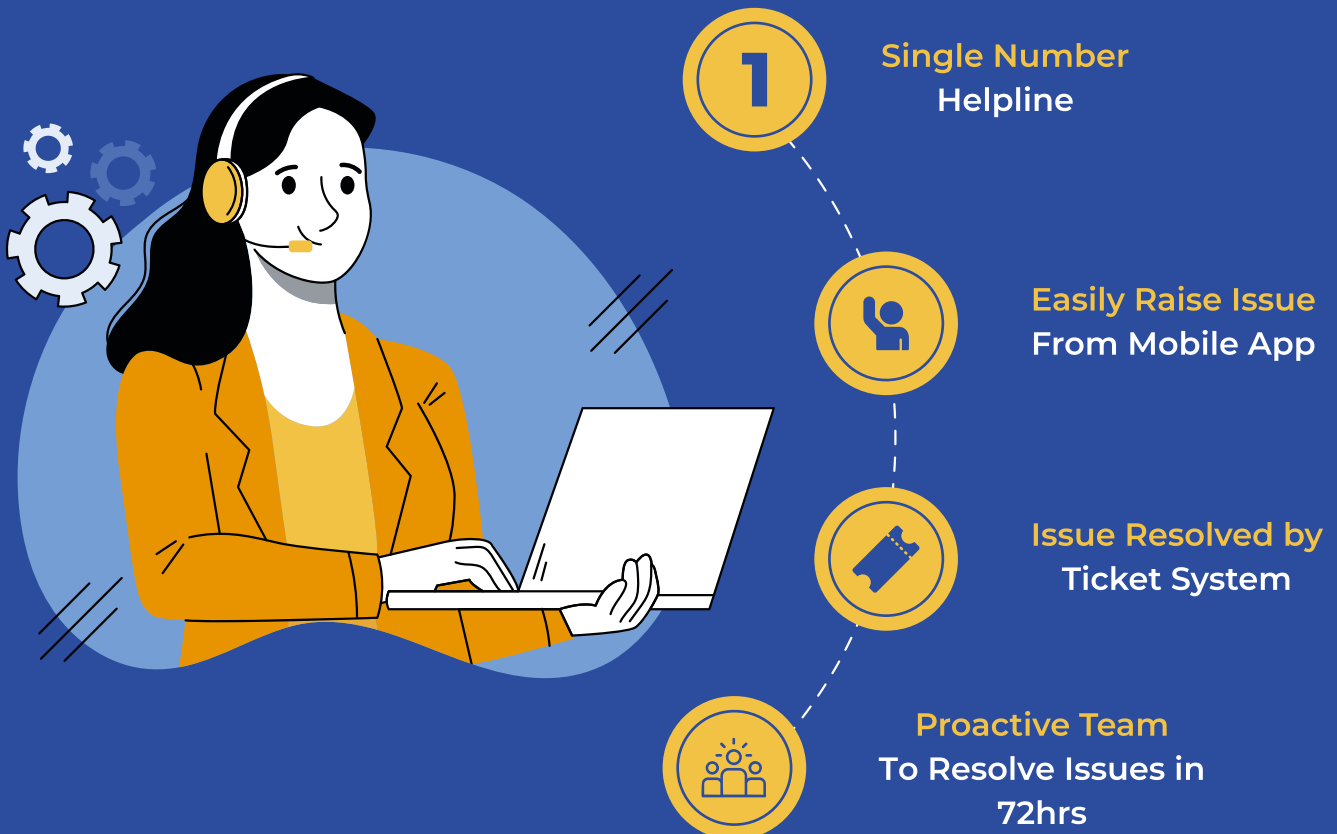 1
Single Number
Helpline
Easily Raise Issue
From Mobile App
Issue Resolved by
Ticket System
Proactive Team
To Resolve Issues in
72hrs